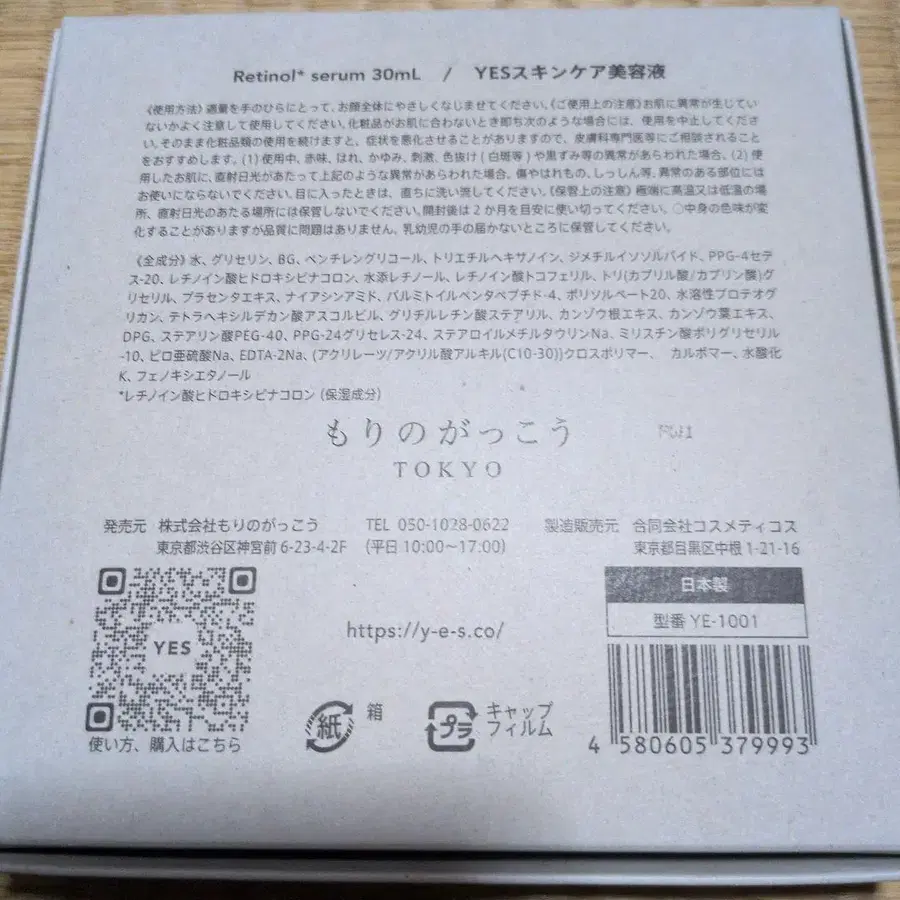 Retinol* serum 30mL / YESスキンケア美容液
《使用方法》適量を手のひらにとって、お顔全体にやさしくなじませてください。《ご使用上の注意》お肌に異常が生じてい
ないかよく注意して使用してください。化粧品がお肌に合わないとき即ち次のような場合には、使用を中止してください。
そのまま化粧品類の使用を続けますと、症状を悪化させることがありますので、皮膚科専門医等にご相談されること
をおすすめします。(1) 使用中、赤味、はれ、かゆみ、刺激、色抜け(白斑等)や黒ずみ等の異常があらわれた場合。(2) 使
用したお肌に、直射日光があたって上記のような異常があらわれた場合。傷やはれもの、しっしん等、異常のある部位には
お使いにならないでください。目に入ったときは、直ちに洗い流してください。《保管上の注意》極端に高温又は低温の場
所、直射日光のあたる場所には保管しないでください。開封後は2か月を目安に使い切ってください。○中身の色味が変
化することがありますが品質に問題はありません。乳幼児の手の届かないところに保管してください。
《全成分》水、グリセリン、BG、ペンチレングリコール、トリエチルヘキサノイン、ジメチルイソソルバイド、PPG-4セテ
ス-20、レチノイン酸ヒドロキシピナコロン、水添レチノール、レチノイン酸トコフェリル、トリ(カプリル酸/カプリン酸)グ
リセリル、プラセンタエキス、ナイアシンアミド、パルミトイルペンタペプチド-4、ポリソルベート20、水溶性プロテオグ
リカン、テトラヘキシルデカン酸アスコルビル、グリチルレチン酸ステアリル、カンゾウ根エキス、カンゾウ葉エキス、
DPG、ステアリン酸PEG-40、PPG-24グリセレス-24、ステアロイルメチルタウリンNa、ミリスチン酸ポリグリセリル
-10、ピロ亜硫酸Na、EDTA-2Na、(アクリレーツ/アクリル酸アルキル(C10-30))クロスポリマー、 カルボマー、水酸化
K、フェノキシエタノール
*レチノイン酸ヒドロキシピナコロン (保湿成分)
もりのがっこう
TOKYO
発売元 株式会社もりのがっこう TEL 050-1028-0622 製造販売元 合同会社コスメティコス
東京都渋谷区神宮前 6-23-4-2F (平日 10:00~17:00) 東京都目黒区中根 1-21-16
日本製
型番 YE-1001
YES
https://y-e-s.co/
紙 箱
プラ キャップ
フィルム
使い方、購入はこちら
4 580605 379993